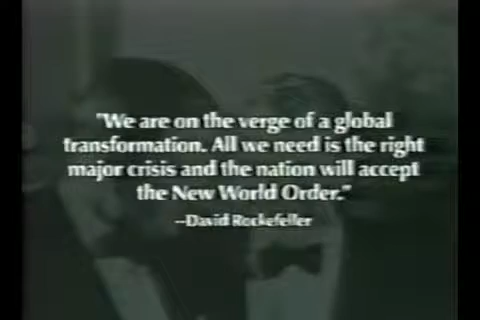 "We are on the verge of a global
transformation. All we need is the right
major crisis and the nation will accept
the New World Order."
--David Rockefeller